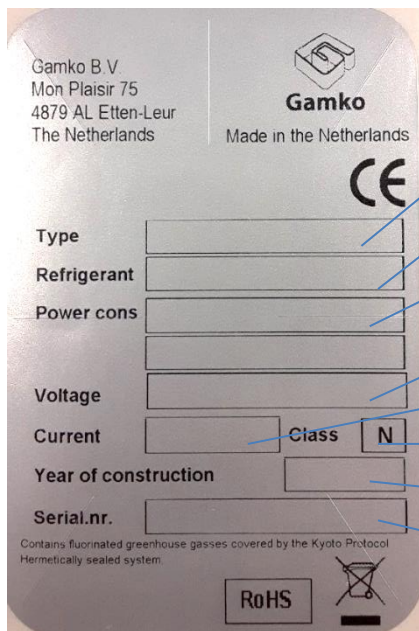 Gamko B.V.
Mon Plaisir 75
4879 AL Etten-Leur
The Netherlands
Gamko
Made in the Netherlands
CE
Type
Refrigerant
Power cons
Voltage
Current
Class N
Year of construction
Serial.nr.
Contains fluorinated greenhouse gasses covered by the Kyoto Protocol
Hermetically sealed system.
RoHS